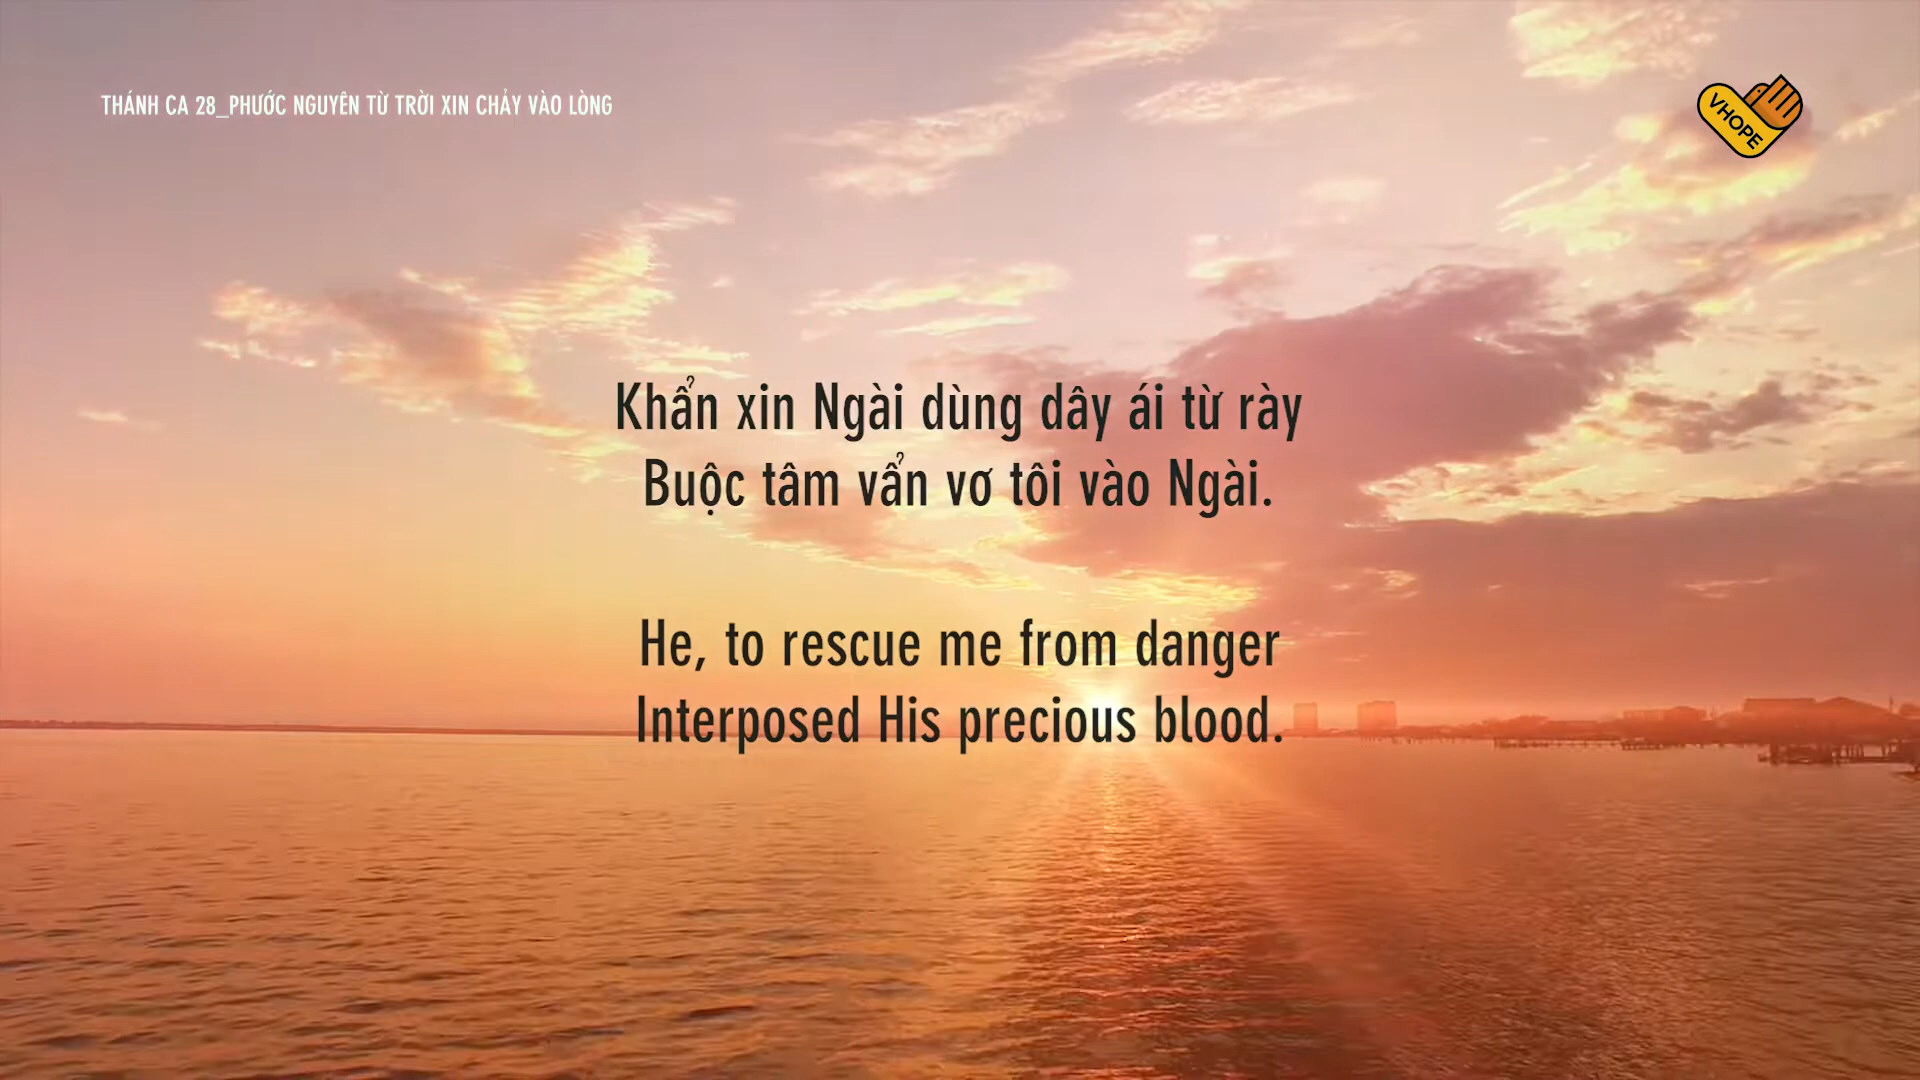 THÁNH CA 28_PHƯỚC NGUYÊN TỪ TRỜI XIN CHẢY VÀO LÒNG
VHOPE
Khẩn xin Ngài dùng dây ái từ rày
Buộc tâm vẩn vơ tôi vào Ngài.
He, to rescue me from danger
Interposed His precious blood.